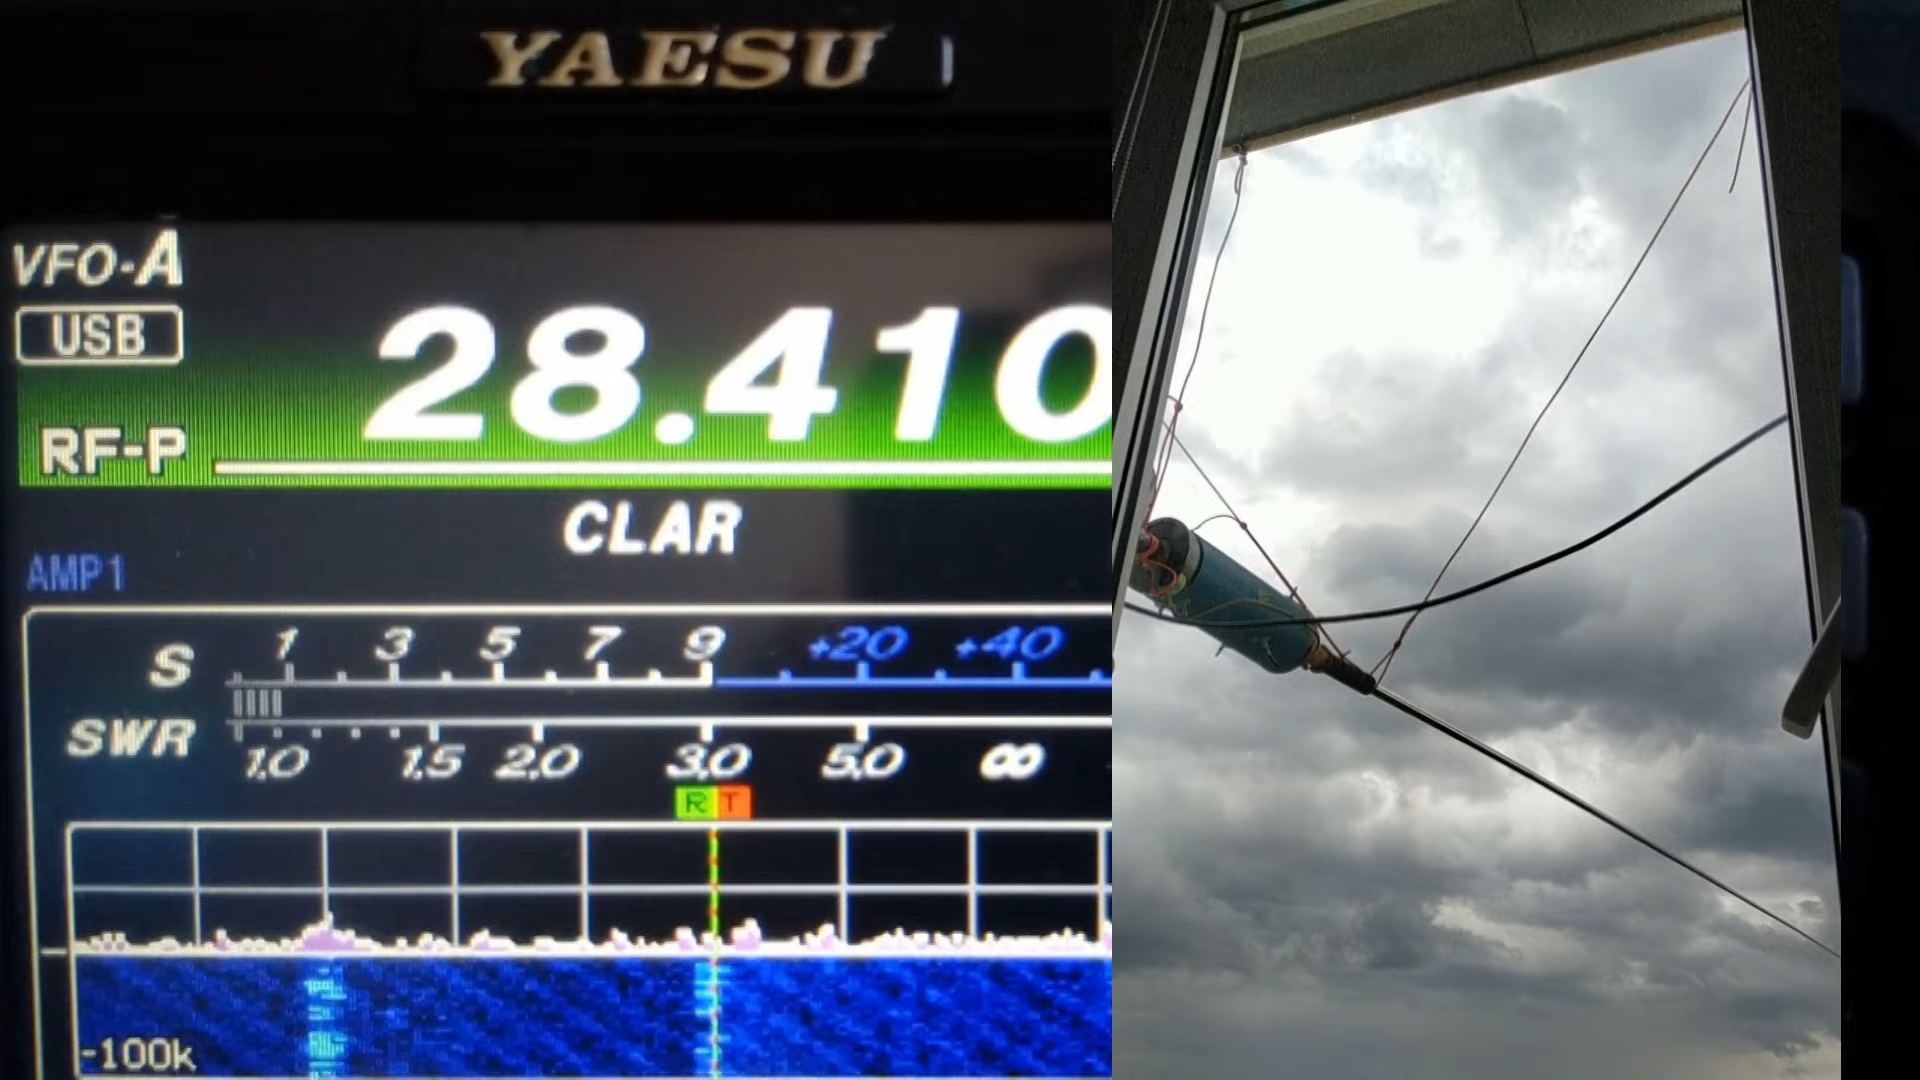 YAESU
VFO-A
USB
28.410
RF-P
CLAR
AMP1
S 1 3 5 7 9 +20 +40
SWR 1.0 1.5 2.0 3.0 5.0 ∞
R T
-100k